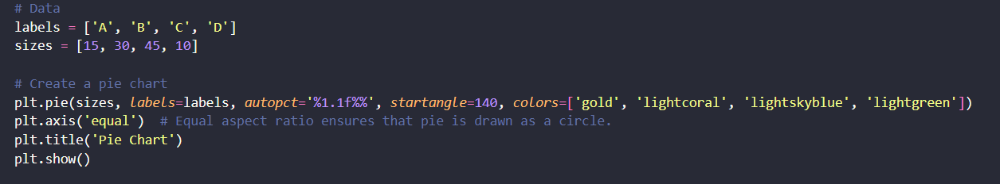 # Data
labels = ['A', 'B', 'C', 'D']
sizes = [15, 30, 45, 10]
# Create a pie chart
plt.pie(sizes, labels=labels, autopct='%1.1f%%', startangle=140, colors=['gold', 'lightcoral', 'lightskyblue', 'lightgreen'])
plt.axis('equal')  # Equal aspect ratio ensures that pie is drawn as a circle.
plt.title('Pie Chart')
plt.show()